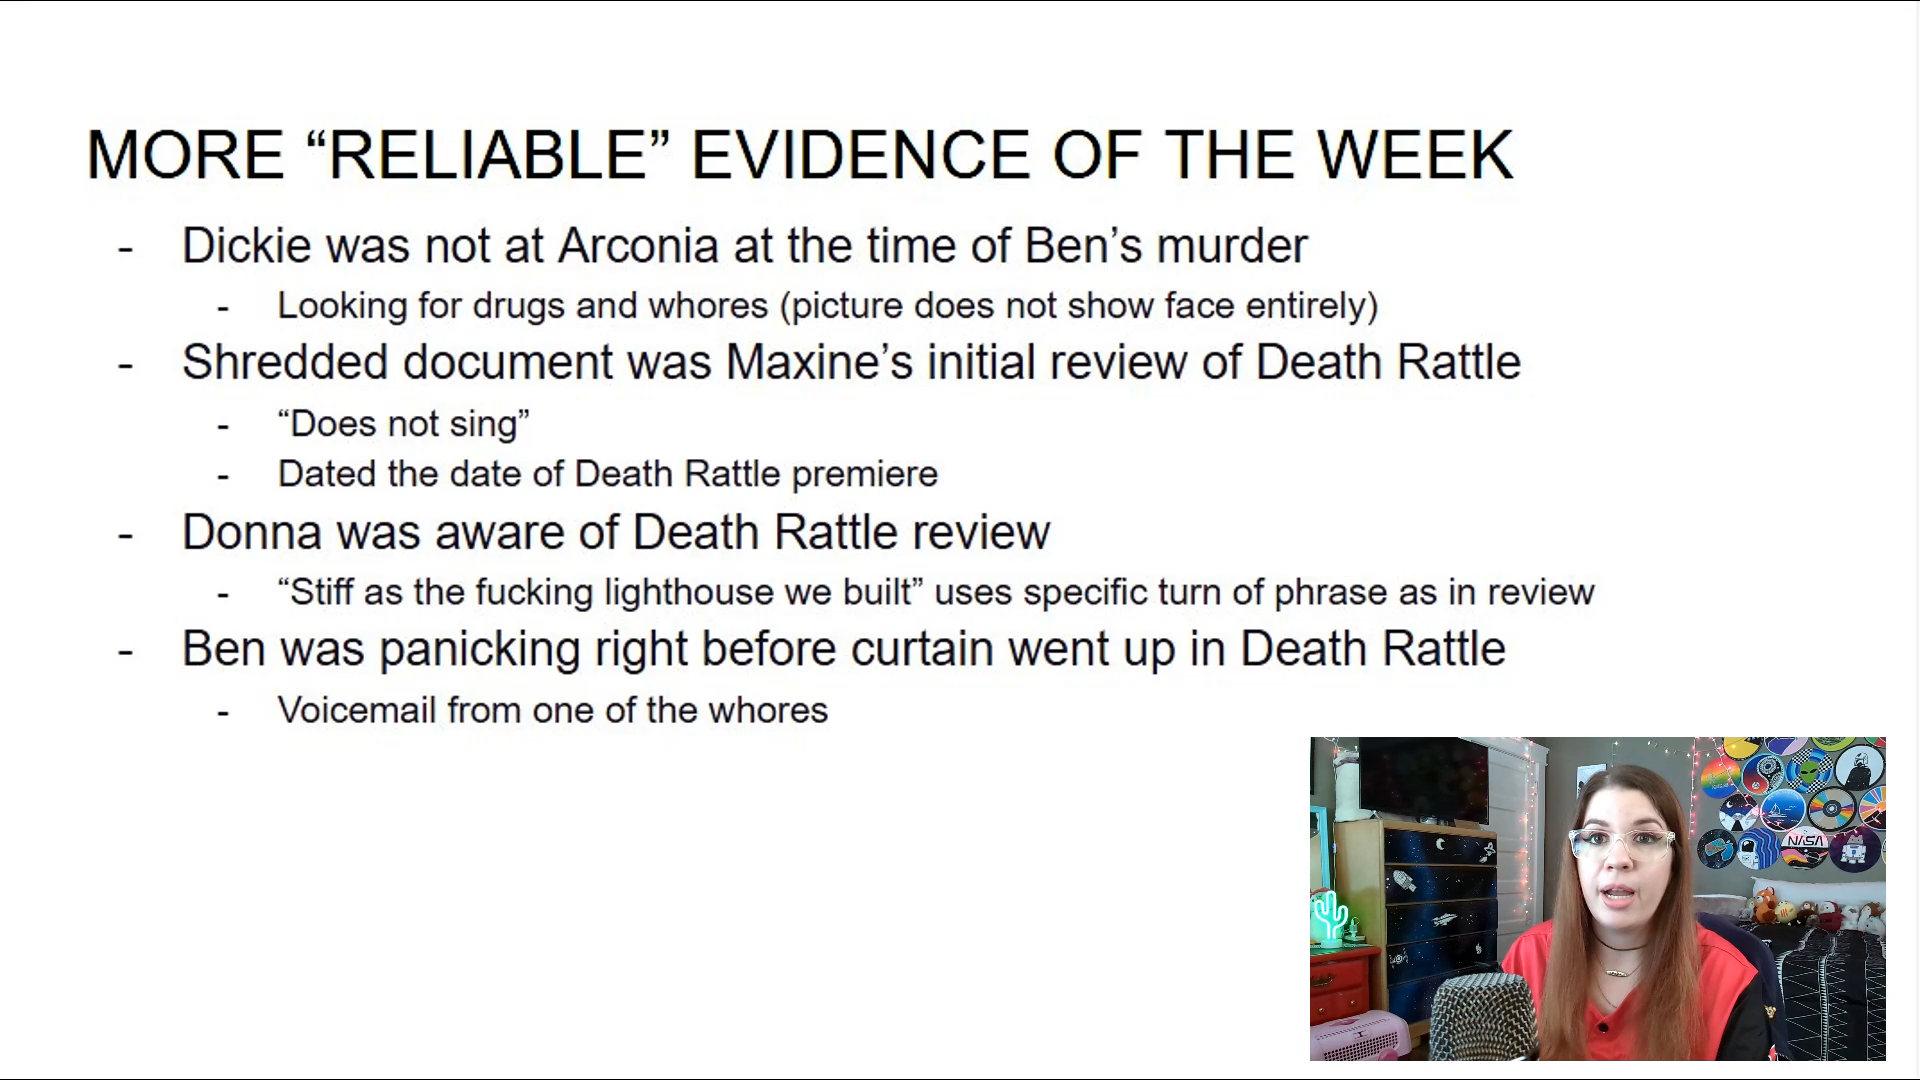 MORE “RELIABLE” EVIDENCE OF THE WEEK
- Dickie was not at Arconia at the time of Ben’s murder
- Looking for drugs and whores (picture does not show face entirely)
- Shredded document was Maxine’s initial review of Death Rattle
- “Does not sing”
- Dated the date of Death Rattle premiere
- Donna was aware of Death Rattle review
- “Stiff as the fucking lighthouse we built” uses specific turn of phrase as in review
- Ben was panicking right before curtain went up in Death Rattle
- Voicemail from one of the whores
NASA